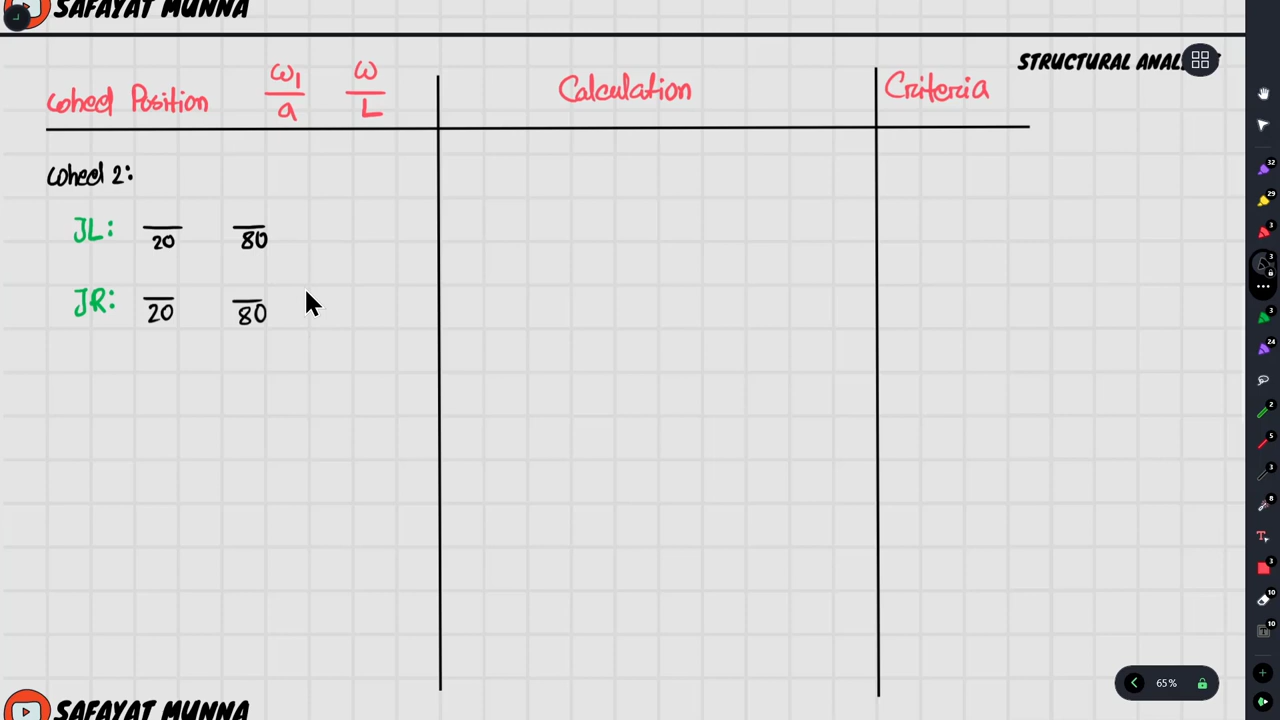 SAFAYAT MUNNA
STRUCTURAL ANAL
Wheel Position ω1/a ω/L Calculation Criteria
Wheel 2:
JL: /20 /80
JR: /20 /80
65%
SAFAYAT MUNNA